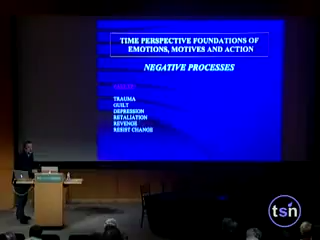 TIME PERSPECTIVE FOUNDATIONS OF
EMOTIONS, MOTIVES AND ACTION
NEGATIVE PROCESSES
TRAUMA
GUILT
DEPRESSION
RETALIATION
REVENGE
RESIST CHANGE
tsn